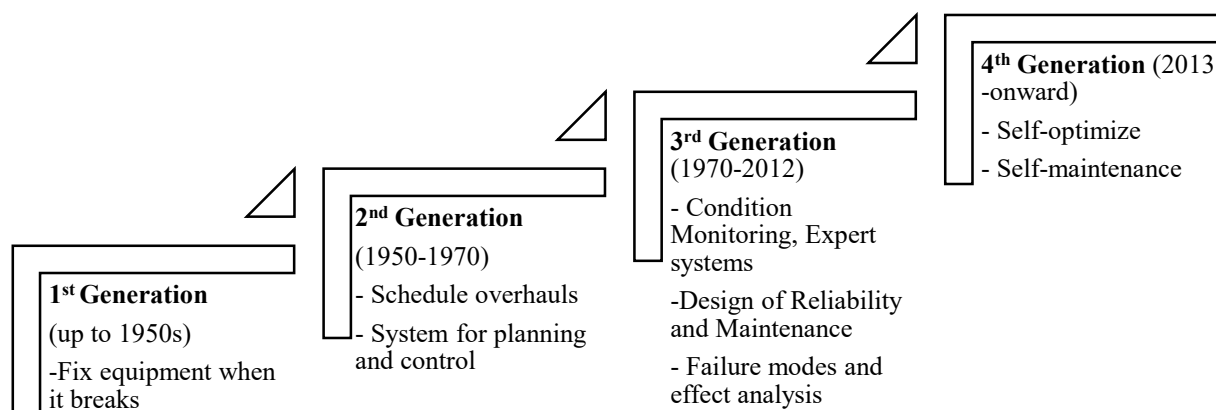 1st Generation
(up to 1950s)
-Fix equipment when
it breaks
2nd Generation
(1950-1970)
- Schedule overhauls
- System for planning
and control
3rd Generation
(1970-2012)
- Condition
Monitoring, Expert
systems
-Design of Reliability
and Maintenance
- Failure modes and
effect analysis
4th Generation (2013
-onward)
- Self-optimize
- Self-maintenance